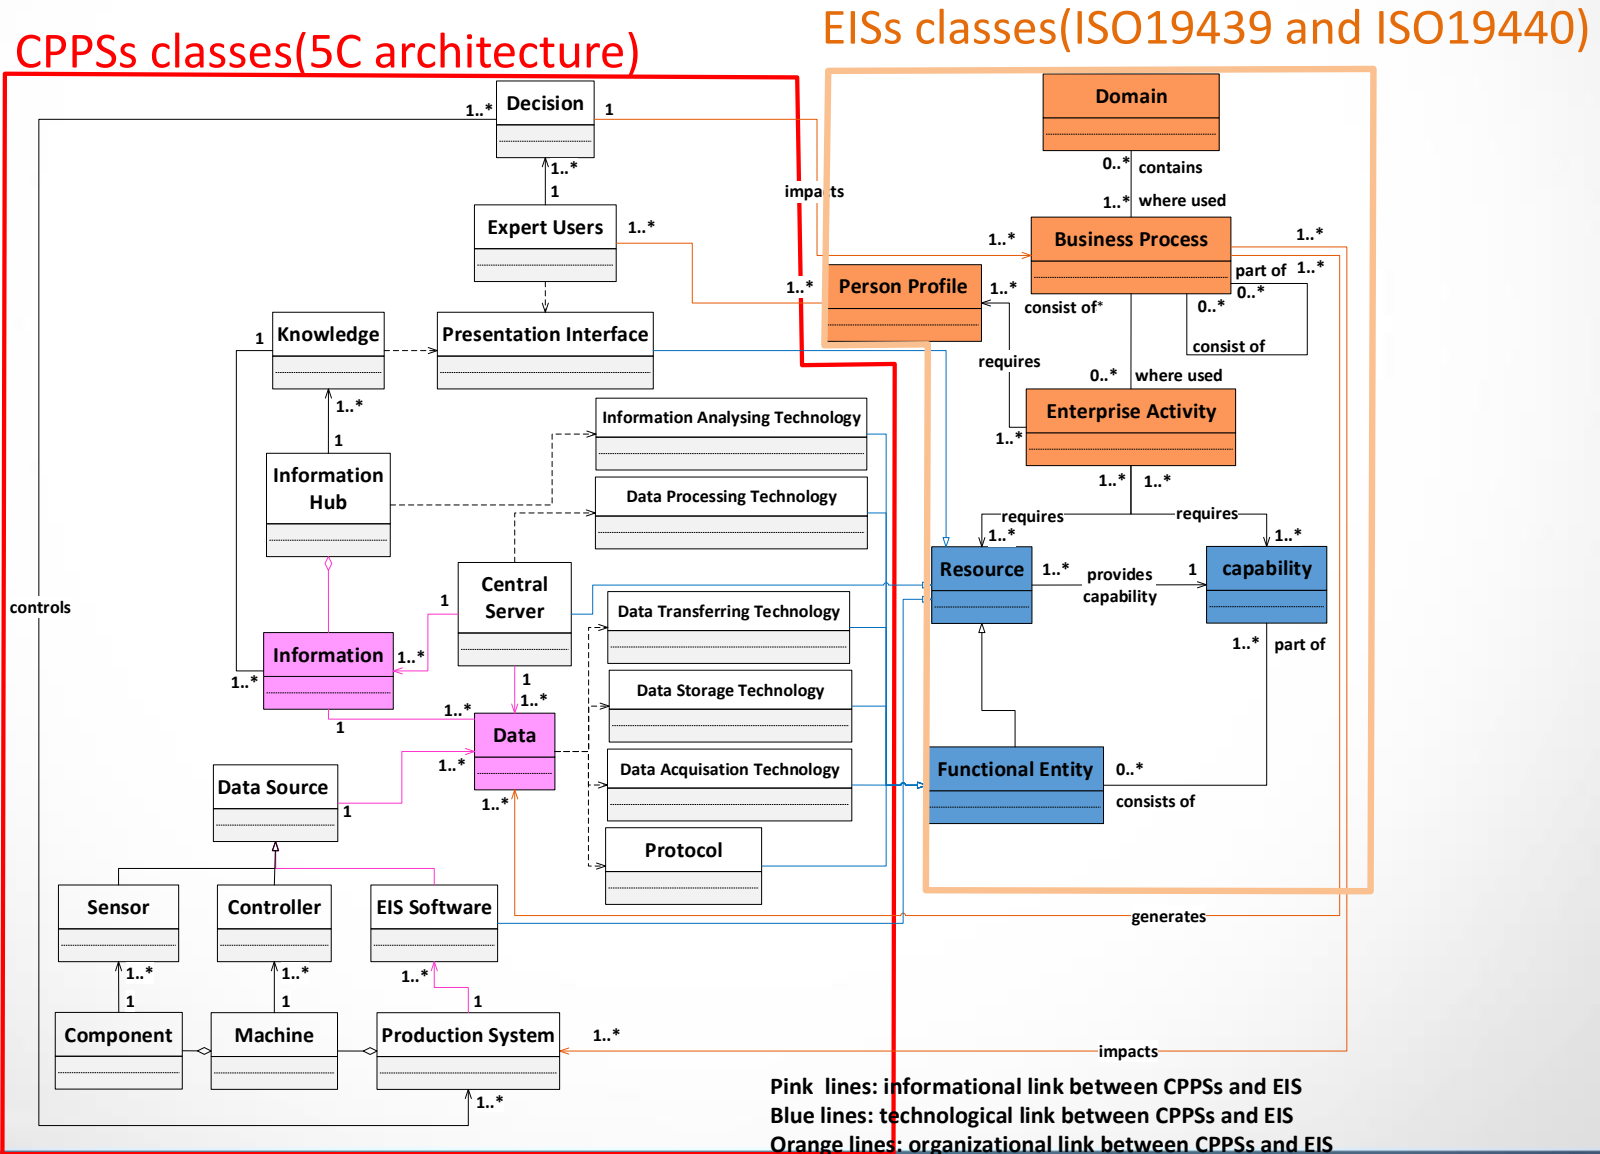 CPPSs classes(5C architecture)
EISs classes(ISO19439 and ISO19440)
Decision
1..*
1
1..*
1
impacts
Expert Users
1..*
1..*
Knowledge
1
Presentation Interface
1..*
1
Information
Hub
Information Analysing Technology
Data Processing Technology
Central
Server
1
1..*
controls
Information
1..*
1
1
1..*
1..*
Data
1..*
1..*
Data Transferring Technology
Data Storage Technology
Data Acquisation Technology
Protocol
Data Source
1
Sensor
Controller
EIS Software
1..*
1
1..*
1
1..*
1
Component
Machine
Production System
1..*
1..*
Domain
0..*
contains
1..*
where used
Business Process
1..*
1..*
part of
1..*
0..*
0..*
consist of
Person Profile
1..*
consist of*
requires
0..*
where used
Enterprise Activity
1..*
1..*
1..*
requires
requires
1..*
1..*
Resource
1..*
provides
capability
1
capability
1..*
part of
Functional Entity
0..*
consists of
generates
impacts
Pink  lines: informational link between CPPSs and EIS
Blue lines: technological link between CPPSs and EIS
Orange lines: organizational link between CPPSs and EIS